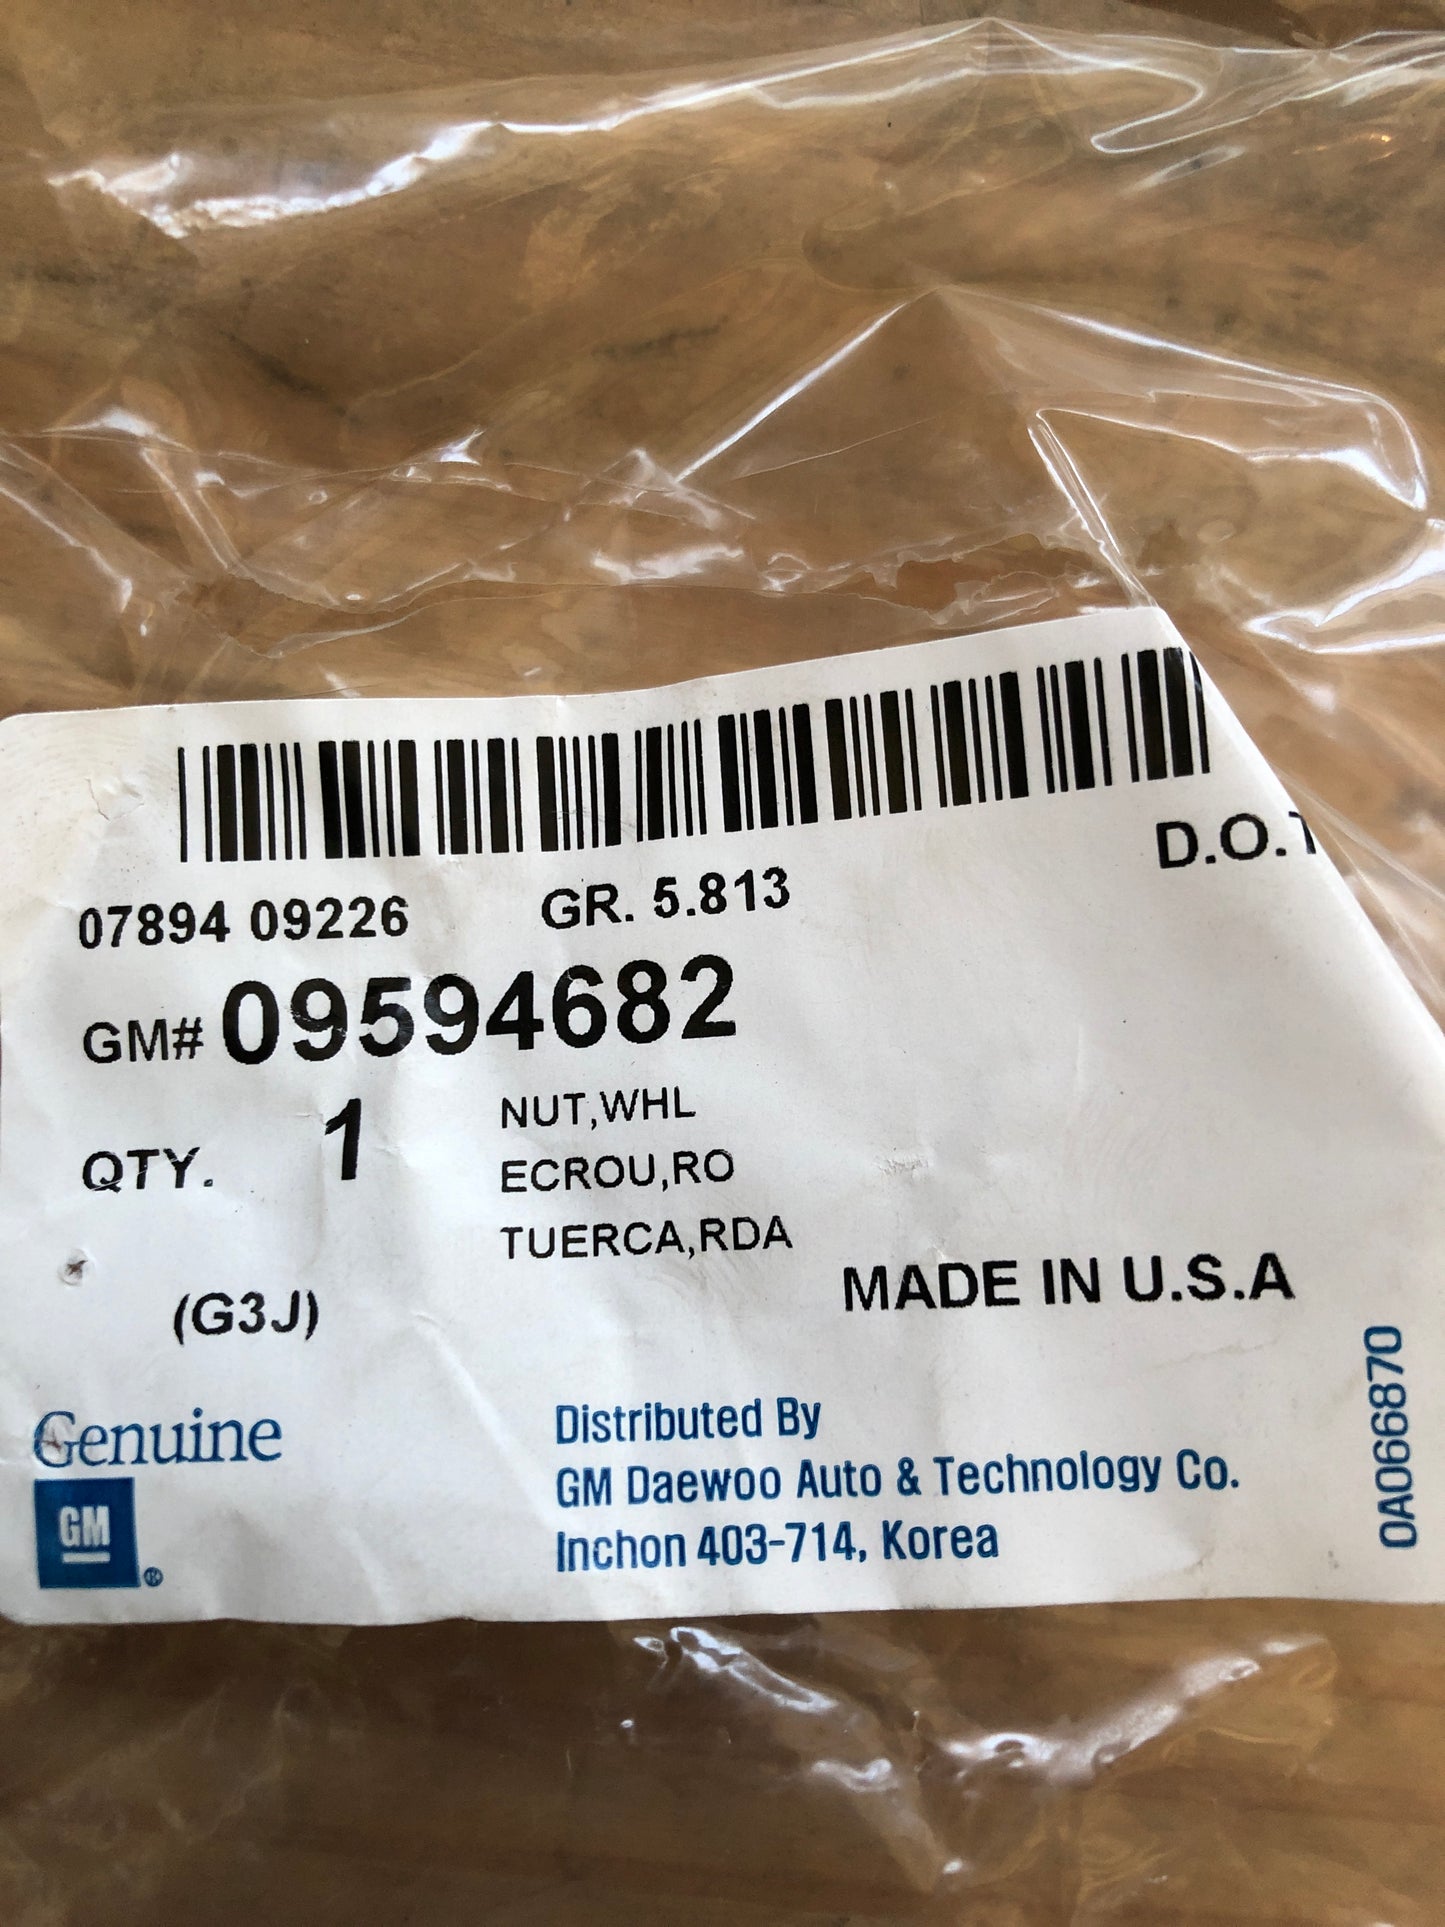 D.O.T
07894 09226 GR. 5.813
GM# 09594682
QTY. 1
NUT,WHL
ECROU,RO
TUERCA,RDA
(G3J)
MADE IN U.S.A
Genuine
GM ®
Distributed By
GM Daewoo Auto & Technology Co.
Inchon 403-714, Korea
0A066870